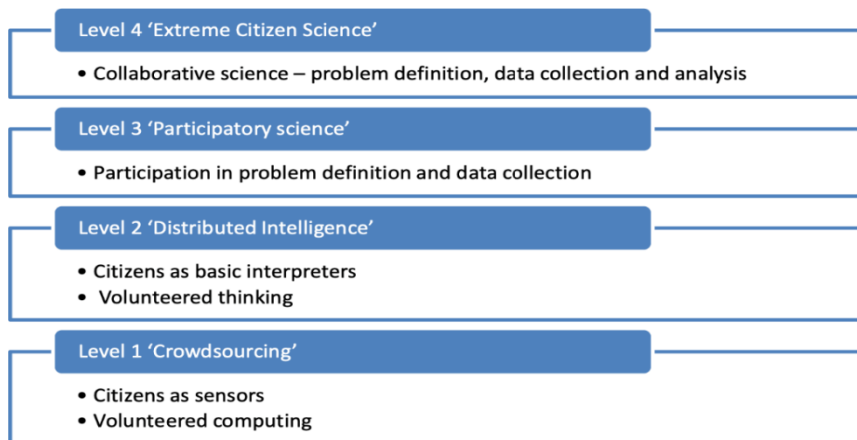 Level 4 ‘Extreme Citizen Science’
• Collaborative science – problem definition, data collection and analysis
Level 3 ‘Participatory science’
• Participation in problem definition and data collection
Level 2 ‘Distributed Intelligence’
• Citizens as basic interpreters
• Volunteered thinking
Level 1 ‘Crowdsourcing’
• Citizens as sensors
• Volunteered computing